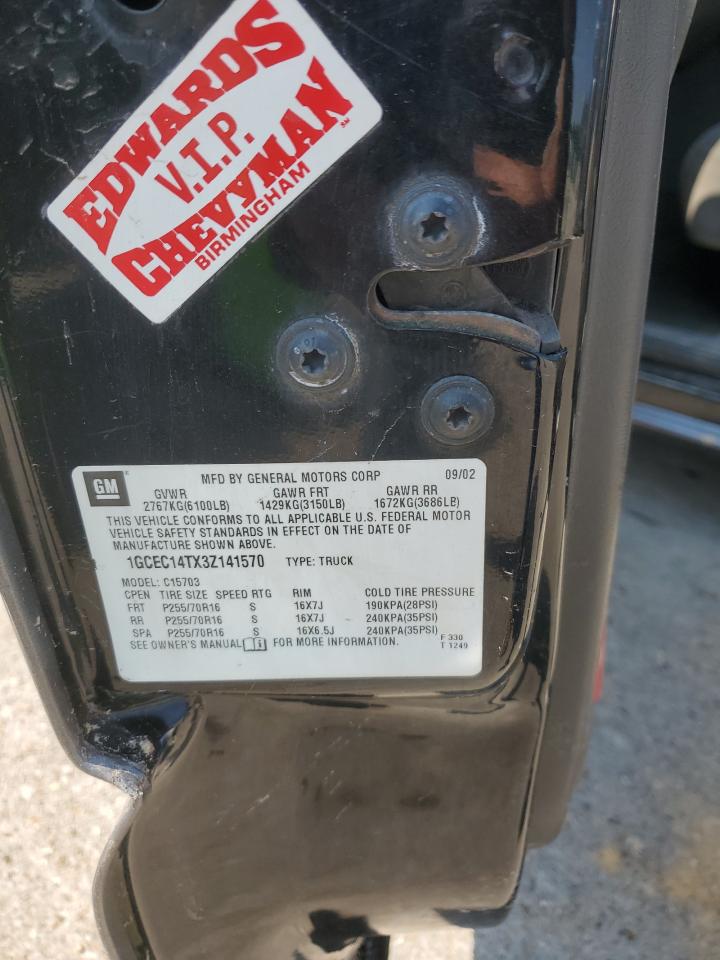 EDWARDS
V.I.P.
CHEVYMAN
SM
BIRMINGHAM
GM
MFD BY GENERAL MOTORS CORP 09/02
GVWR GAWR FRT GAWR RR
2767KG(6100LB) 1429KG(3150LB) 1672KG(3686LB)
THIS VEHICLE CONFORMS TO ALL APPLICABLE U.S. FEDERAL MOTOR
VEHICLE SAFETY STANDARDS IN EFFECT ON THE DATE OF
MANUFACTURE SHOWN ABOVE.
1GCEC14TX3Z141570 TYPE: TRUCK
MODEL: C15703
CPEN TIRE SIZE SPEED RTG RIM COLD TIRE PRESSURE
FRT P255/70R16 S 16X7J 190KPA(28PSI)
RR P255/70R16 S 16X7J 240KPA(35PSI)
SPA P255/70R16 S 16X6.5J 240KPA(35PSI)
SEE OWNER'S MANUAL FOR MORE INFORMATION.
F 330
T 1249